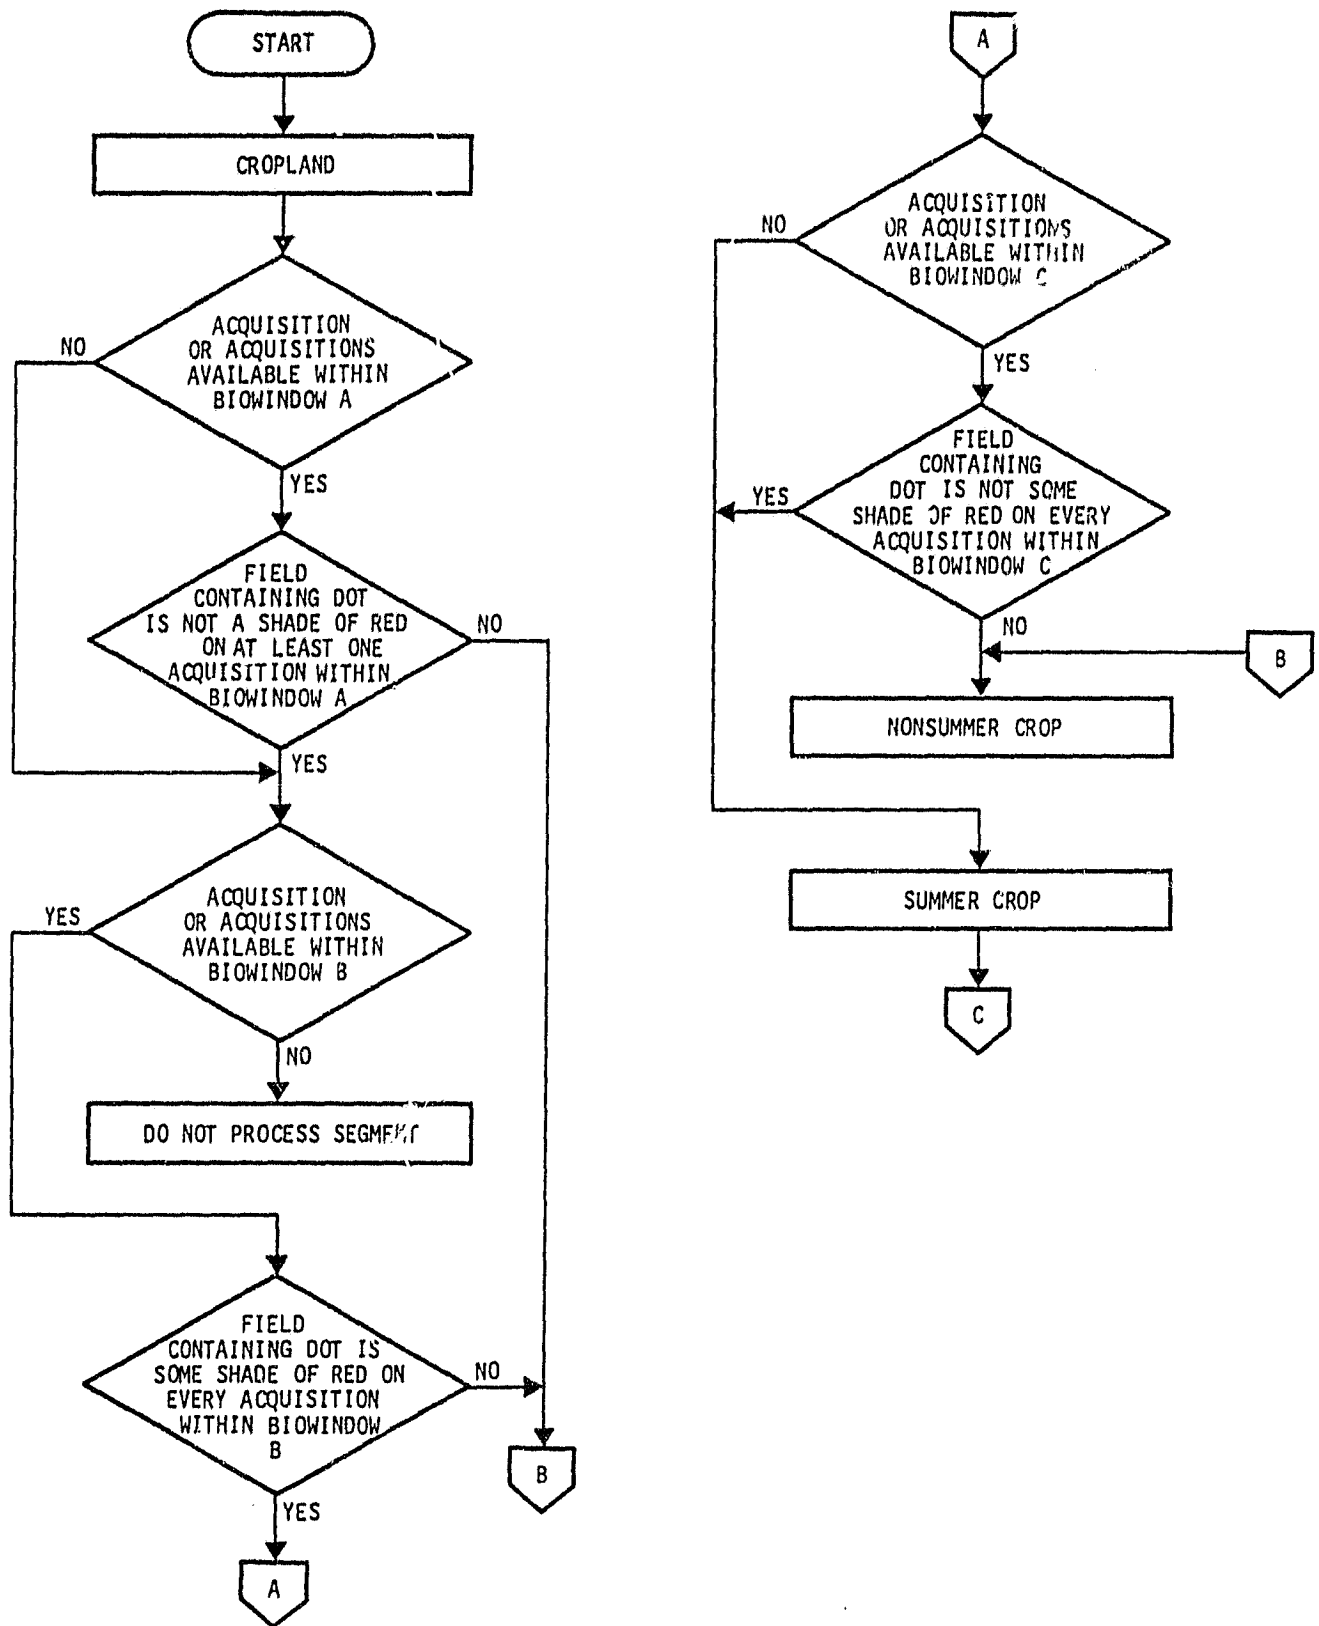 START
CROPLAND
ACQUISITION
OR ACQUISITIONS
AVAILABLE WITHIN
BIOWINDOW A
NO
YES
FIELD
CONTAINING DOT
IS NOT A SHADE OF RED
ON AT LEAST ONE
ACQUISITION WITHIN
BIOWINDOW A
NO
YES
ACQUISITION
OR ACQUISITIONS
AVAILABLE WITHIN
BIOWINDOW B
YES
NO
DO NOT PROCESS SEGMENT
FIELD
CONTAINING DOT IS
SOME SHADE OF RED ON
EVERY ACQUISITION
WITHIN BIOWINDOW
B
NO
B
YES
A
A
ACQUISITION
OR ACQUISITIONS
AVAILABLE WITHIN
BIOWINDOW C
NO
YES
FIELD
CONTAINING
DOT IS NOT SOME
SHADE OF RED ON EVERY
ACQUISITION WITHIN
BIOWINDOW C
YES
NO
B
NONSUMMER CROP
SUMMER CROP
C